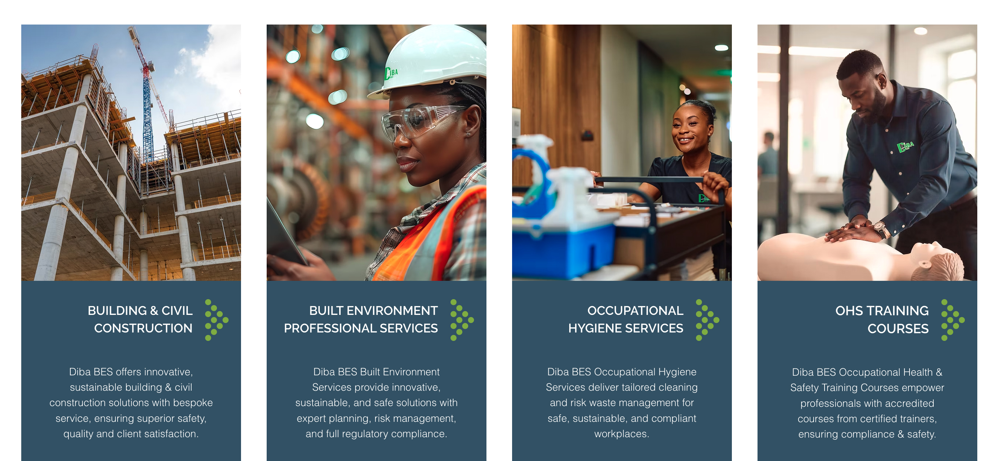 DIBA
DIBA
DIBA
BUILDING & CIVIL
CONSTRUCTION
Diba BES offers innovative,
sustainable building & civil
construction solutions with bespoke
service, ensuring superior safety,
quality and client satisfaction.
BUILT ENVIRONMENT
PROFESSIONAL SERVICES
Diba BES Built Environment
Services provide innovative,
sustainable, and safe solutions with
expert planning, risk management,
and full regulatory compliance.
OCCUPATIONAL
HYGIENE SERVICES
Diba BES Occupational Hygiene
Services deliver tailored cleaning
and risk waste management for
safe, sustainable, and compliant
workplaces.
OHS TRAINING
COURSES
Diba BES Occupational Health &
Safety Training Courses empower
professionals with accredited
courses from certified trainers,
ensuring compliance & safety.